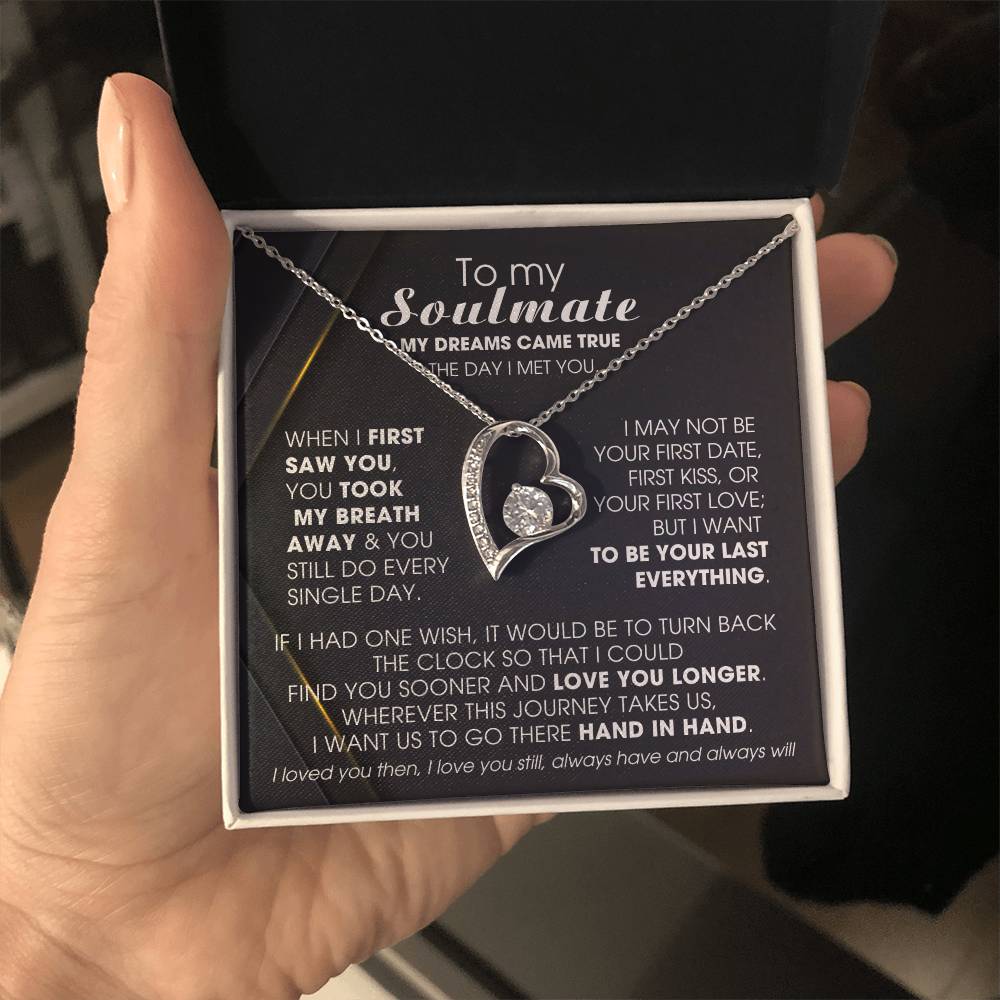 To my
Soulmate
MY DREAMS CAME TRUE
THE DAY I MET YOU.
WHEN I FIRST
SAW YOU,
YOU TOOK
MY BREATH
AWAY & YOU
STILL DO EVERY
SINGLE DAY.
I MAY NOT BE
YOUR FIRST DATE,
FIRST KISS, OR
YOUR FIRST LOVE;
BUT I WANT
TO BE YOUR LAST
EVERYTHING.
IF I HAD ONE WISH, IT WOULD BE TO TURN BACK
THE CLOCK SO THAT I COULD
FIND YOU SOONER AND LOVE YOU LONGER.
WHEREVER THIS JOURNEY TAKES US,
I WANT US TO GO THERE HAND IN HAND.
I loved you then, I love you still, always have and always will